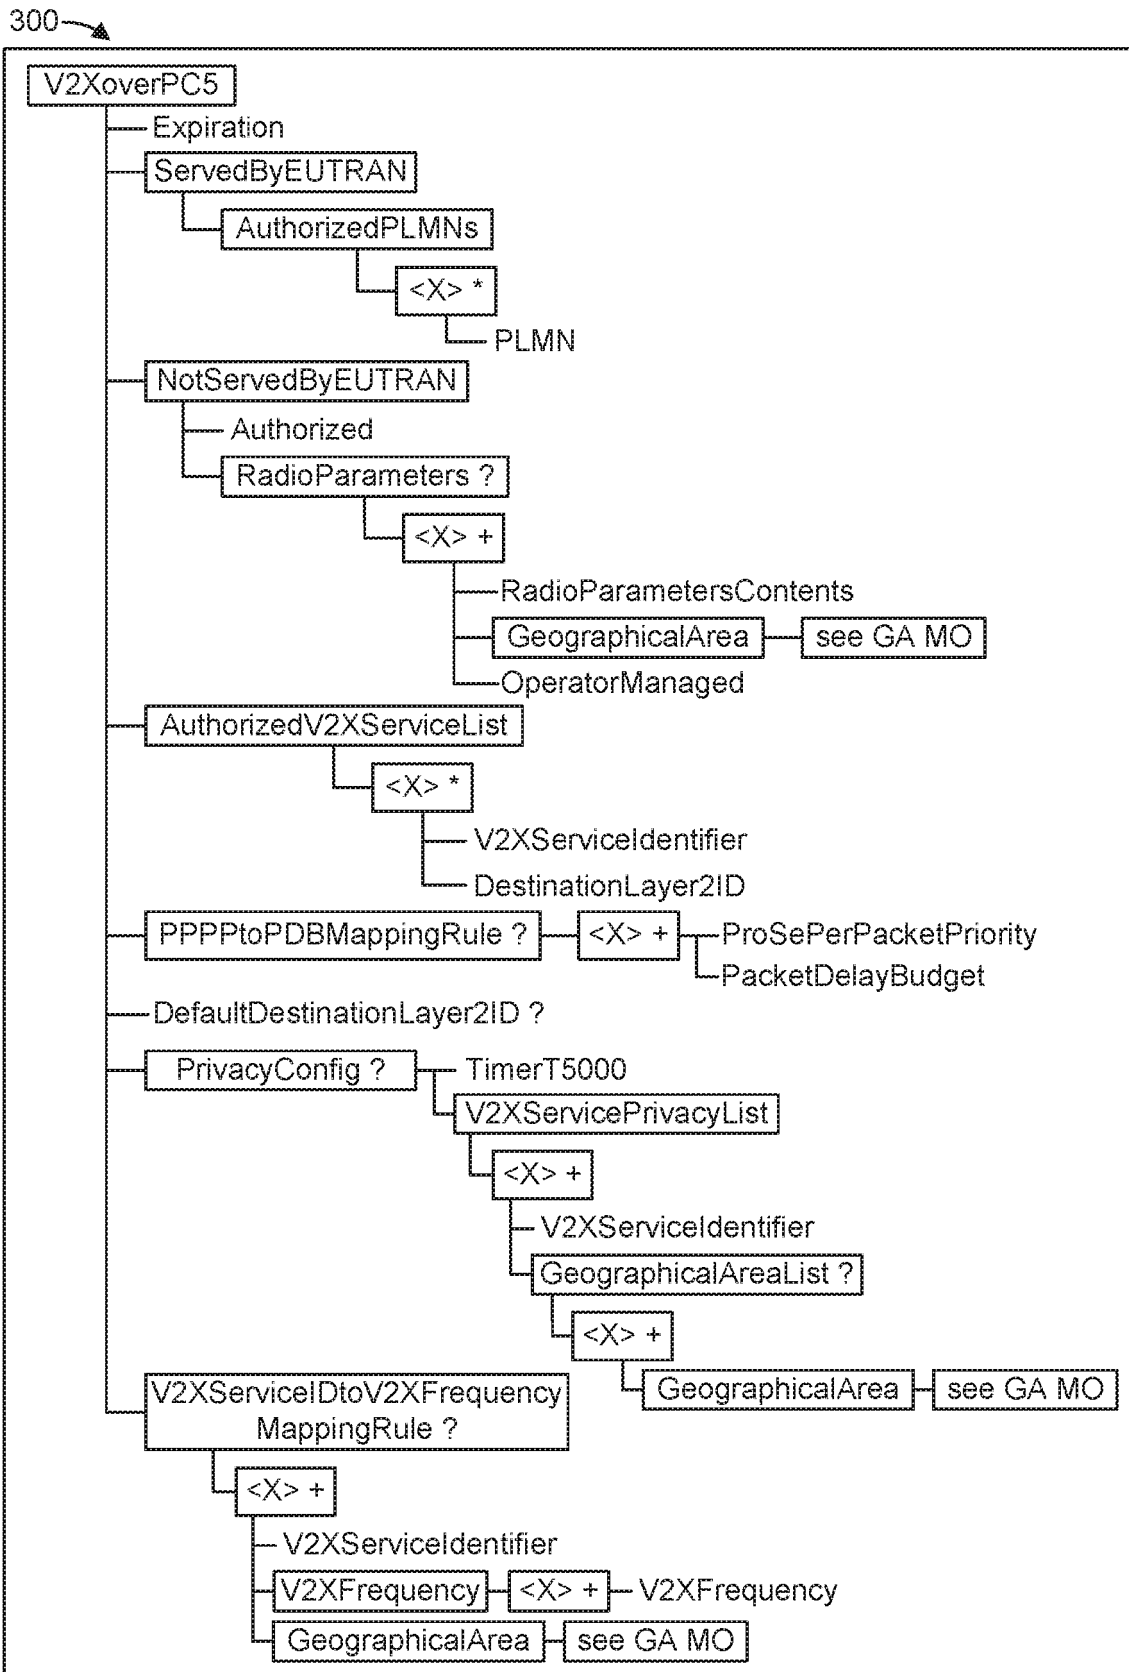 300
V2XoverPC5
Expiration
ServedByEUTRAN
AuthorizedPLMNs
<X> *
PLMN
NotServedByEUTRAN
Authorized
RadioParameters ?
<X> +
RadioParametersContents
GeographicalArea see GA MO
OperatorManaged
AuthorizedV2XServiceList
<X> *
V2XServiceIdentifier
DestinationLayer2ID
PPPPtoPDBMappingRule ? <X> + ProSePerPacketPriority
PacketDelayBudget
DefaultDestinationLayer2ID ?
PrivacyConfig ? TimerT5000
V2XServicePrivacyList
<X> +
V2XServiceIdentifier
GeographicalAreaList ?
<X> +
GeographicalArea see GA MO
V2XServiceIDtoV2XFrequency
MappingRule ?
<X> +
V2XServiceIdentifier
V2XFrequency <X> + V2XFrequency
GeographicalArea see GA MO